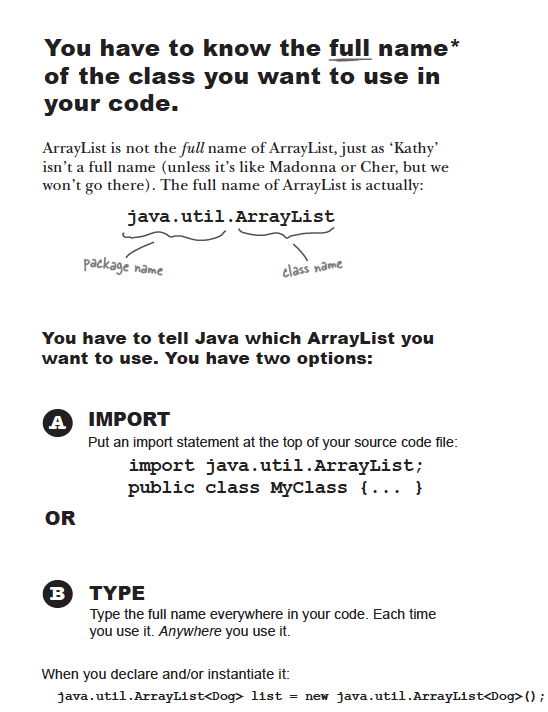 You have to know the full name*
of the class you want to use in
your code.
ArrayList is not the full name of ArrayList, just as ‘Kathy’
isn’t a full name (unless it’s like Madonna or Cher, but we
won’t go there). The full name of ArrayList is actually:
java.util.ArrayList
package name
class name
You have to tell Java which ArrayList you
want to use. You have two options:
A IMPORT
Put an import statement at the top of your source code file:
import java.util.ArrayList;
public class MyClass {... }
OR
B TYPE
Type the full name everywhere in your code. Each time
you use it. Anywhere you use it.
When you declare and/or instantiate it:
java.util.ArrayList<Dog> list = new java.util.ArrayList<Dog>();